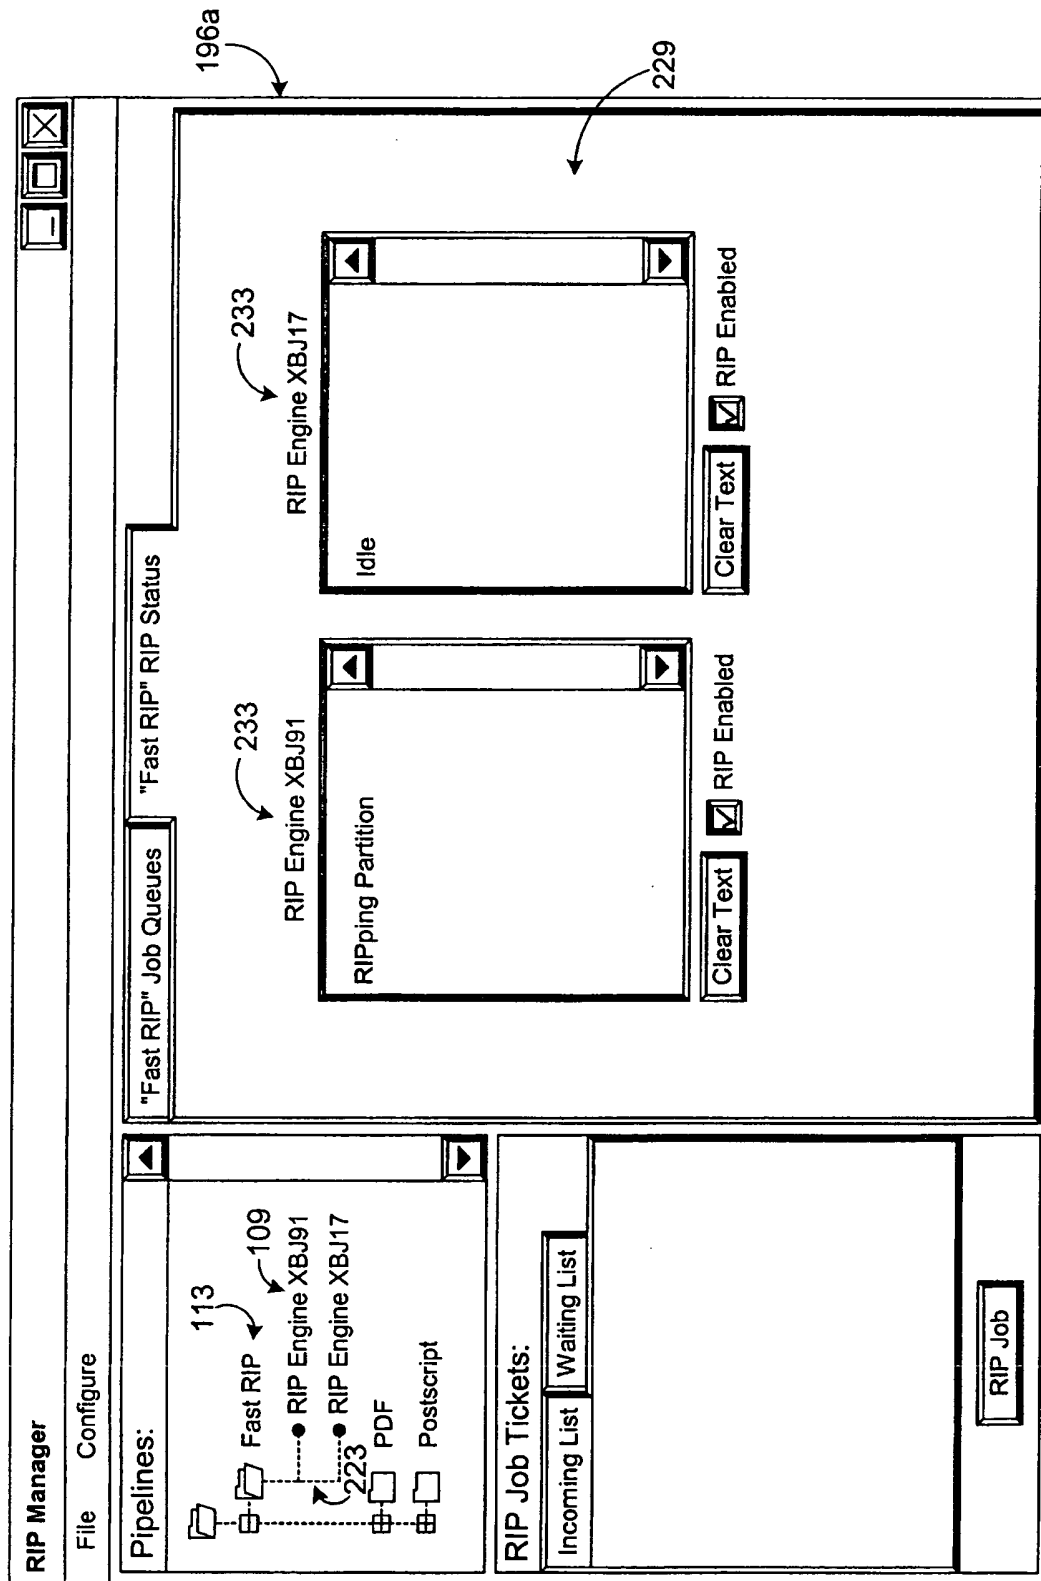 RIP Manager
File Configure
196a
Pipelines:
113
Fast RIP
109
RIP Engine XBJ91
RIP Engine XBJ17
223
PDF
Postscript
RIP Job Tickets:
Incoming List Waiting List
RIP Job
"Fast RIP" Job Queues "Fast RIP" RIP Status
233
RIP Engine XBJ91
RIPping Partition
Clear Text RIP Enabled
233
RIP Engine XBJ17
Idle
Clear Text RIP Enabled
229